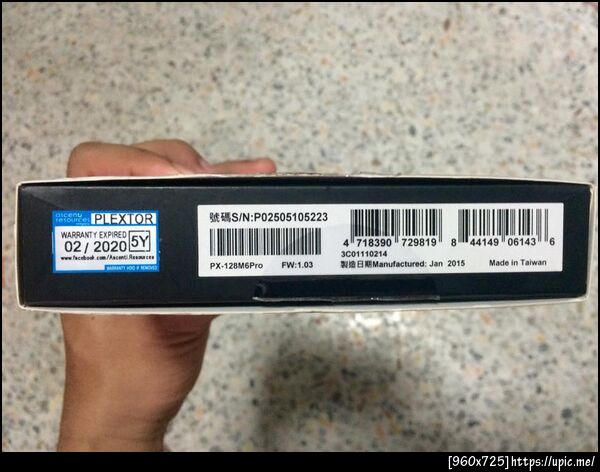 ascenti resources
PLEXTOR
WARRANTY EXPIRED
02 / 2020 5Y
www.facebook.com/Ascenti.Resources
WARRANTY VOID IF REMOVED
號碼S/N:P02505105223
PX-128M6Pro FW:1.03
4 718390 729819
8 44149 06143 6
3C01110214
製造日期Manufactured: Jan 2015 Made in Taiwan
[960x725]https://upic.me/